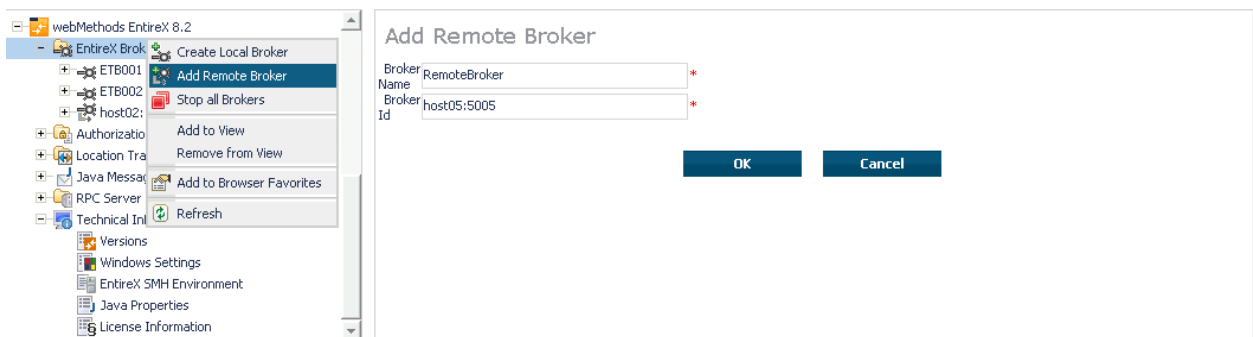 webMethods EntireX 8.2
EntireX Brok
ETB001
ETB002
host02:
Authorizatio
Location Tra
Java Messag
RPC Server
Technical Inf
Versions
Windows Settings
EntireX SMH Environment
Java Properties
License Information
Create Local Broker
Add Remote Broker
Stop all Brokers
Add to View
Remove from View
Add to Browser Favorites
Refresh
Add Remote Broker
Broker Name RemoteBroker *
Broker Id host05:5005 *
OK Cancel